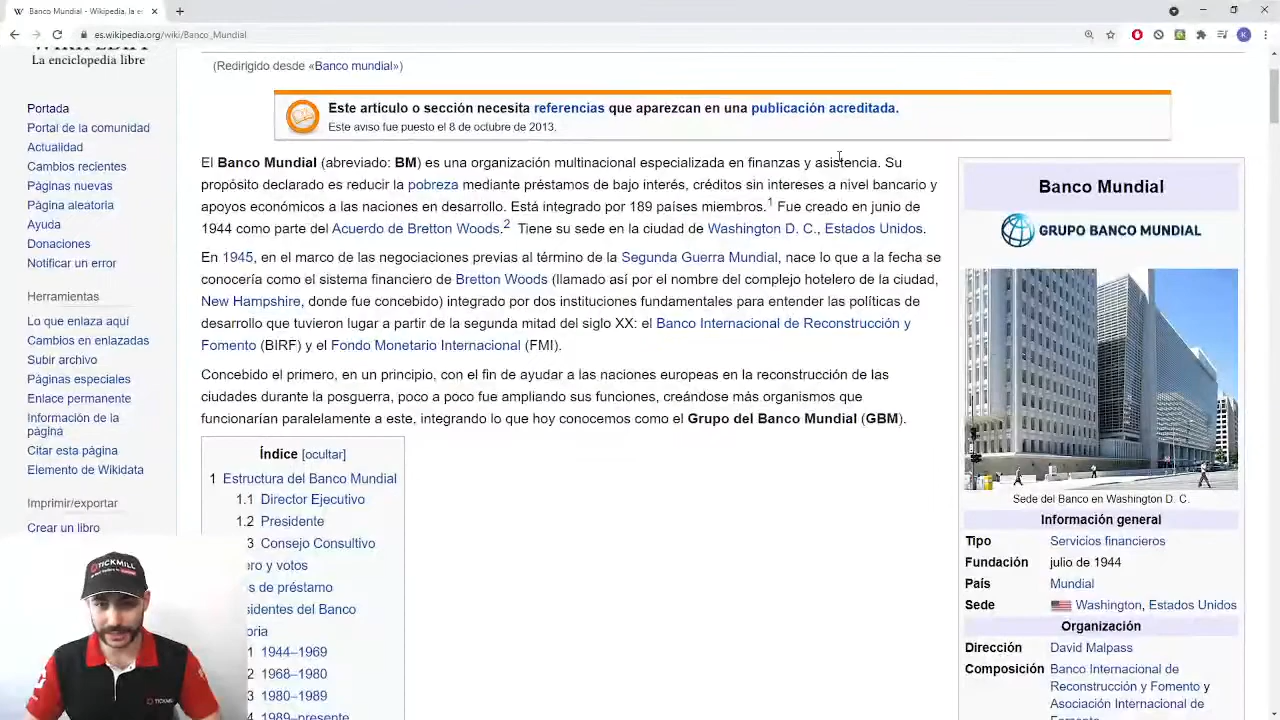 Banco Mundial - Wikipedia, la e
es.wikipedia.org/wiki/Banco_Mundial
K
La enciclopedia libre
Portada
Portal de la comunidad
Actualidad
Cambios recientes
Páginas nuevas
Página aleatoria
Ayuda
Donaciones
Notificar un error
Herramientas
Lo que enlaza aquí
Cambios en enlazadas
Subir archivo
Páginas especiales
Enlace permanente
Información de la
página
Citar esta página
Elemento de Wikidata
Imprimir/exportar
Crear un libro
(Redirigido desde «Banco mundial»)
Este artículo o sección necesita referencias que aparezcan en una publicación acreditada.
Este aviso fue puesto el 8 de octubre de 2013.
El Banco Mundial (abreviado: BM) es una organización multinacional especializada en finanzas y asistencia. Su
propósito declarado es reducir la pobreza mediante préstamos de bajo interés, créditos sin intereses a nivel bancario y
apoyos económicos a las naciones en desarrollo. Está integrado por 189 países miembros.1 Fue creado en junio de
1944 como parte del Acuerdo de Bretton Woods.2 Tiene su sede en la ciudad de Washington D. C., Estados Unidos.
En 1945, en el marco de las negociaciones previas al término de la Segunda Guerra Mundial, nace lo que a la fecha se
conocería como el sistema financiero de Bretton Woods (llamado así por el nombre del complejo hotelero de la ciudad,
New Hampshire, donde fue concebido) integrado por dos instituciones fundamentales para entender las políticas de
desarrollo que tuvieron lugar a partir de la segunda mitad del siglo XX: el Banco Internacional de Reconstrucción y
Fomento (BIRF) y el Fondo Monetario Internacional (FMI).
Concebido el primero, en un principio, con el fin de ayudar a las naciones europeas en la reconstrucción de las
ciudades durante la posguerra, poco a poco fue ampliando sus funciones, creándose más organismos que
funcionarían paralelamente a este, integrando lo que hoy conocemos como el Grupo del Banco Mundial (GBM).
Índice [ocultar]
1 Estructura del Banco Mundial
1.1 Director Ejecutivo
1.2 Presidente
3 Consejo Consultivo
ero y votos
s de préstamo
sidentes del Banco
oria
1 1944–1969
2 1968–1980
3 1980–1989
1989–presente
Banco Mundial
GRUPO BANCO MUNDIAL
Sede del Banco en Washington D. C.
Información general
Tipo Servicios financieros
Fundación julio de 1944
País Mundial
Sede Washington, Estados Unidos
Organización
Dirección David Malpass
Composición Banco Internacional de
Reconstrucción y Fomento y
Asociación Internacional de
TICKMILL
TICKMILL